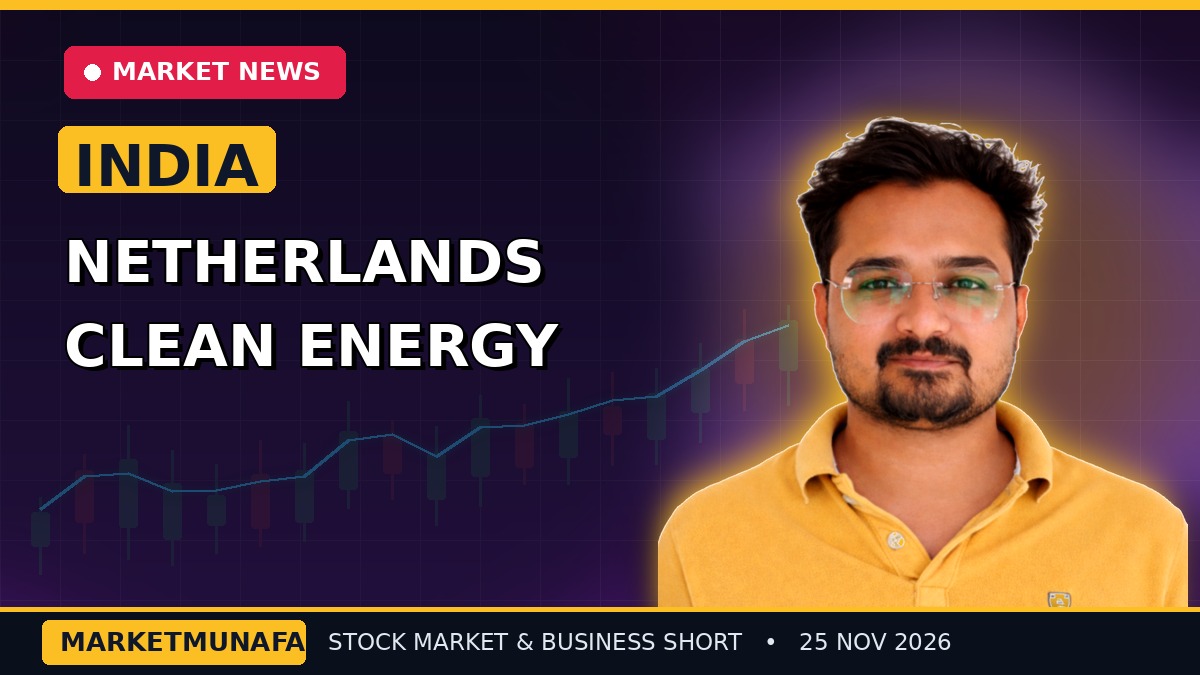 MARKET NEWS
INDIA
NETHERLANDS
CLEAN ENERGY
MARKETMUNAFA STOCK MARKET & BUSINESS SHORT • 25 NOV 2026